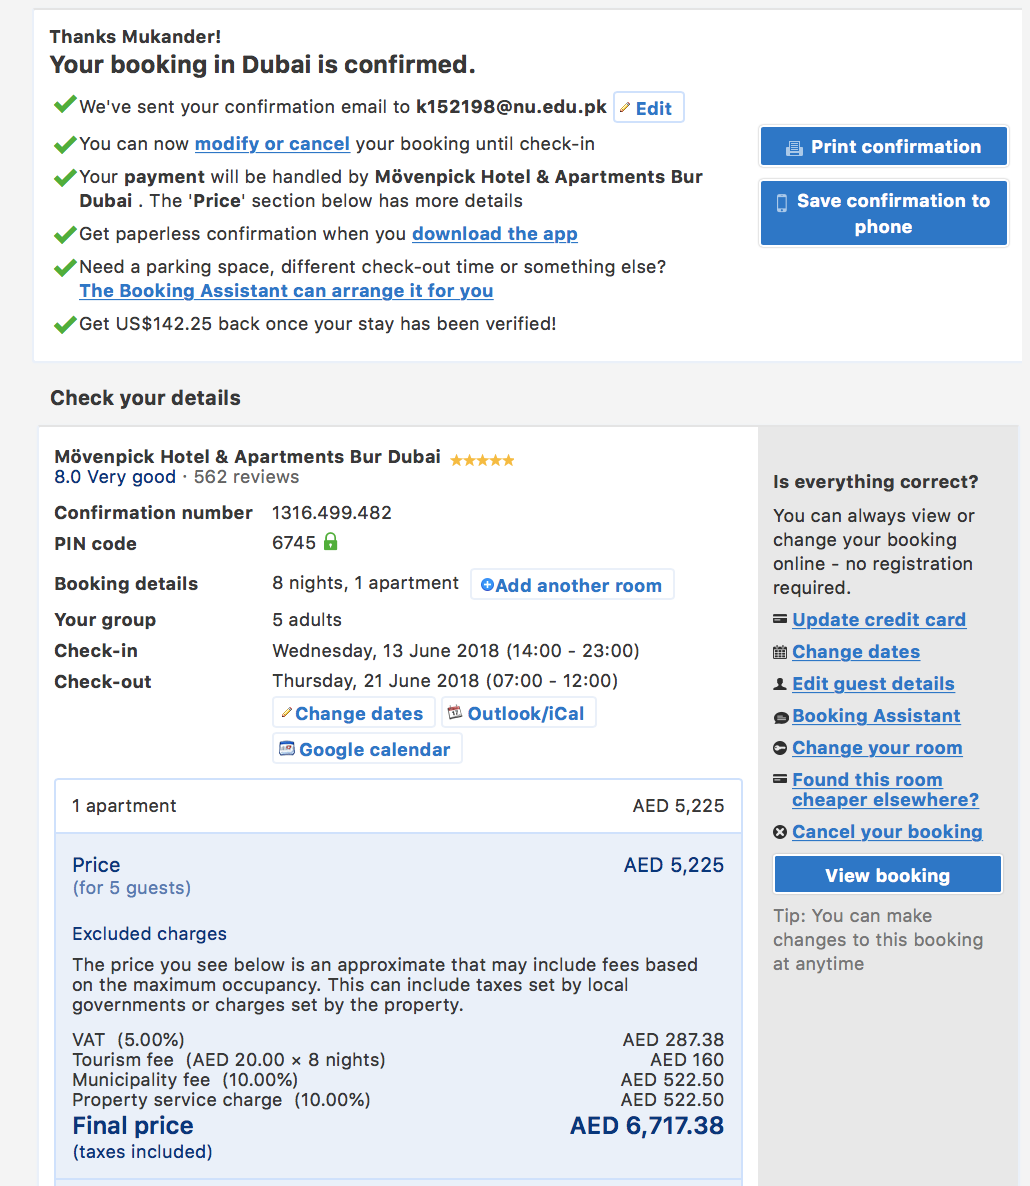 Thanks Mukander!
Your booking in Dubai is confirmed.
We've sent your confirmation email to k152198@nu.edu.pk Edit
You can now modify or cancel your booking until check-in
Your payment will be handled by Mövenpick Hotel & Apartments Bur
Dubai . The 'Price' section below has more details
Get paperless confirmation when you download the app
Need a parking space, different check-out time or something else?
The Booking Assistant can arrange it for you
Get US$142.25 back once your stay has been verified!
Print confirmation
Save confirmation to
phone
Check your details
Mövenpick Hotel & Apartments Bur Dubai
8.0 Very good · 562 reviews
Confirmation number 1316.499.482
PIN code 6745
Booking details 8 nights, 1 apartment Add another room
Your group 5 adults
Check-in Wednesday, 13 June 2018 (14:00 - 23:00)
Check-out Thursday, 21 June 2018 (07:00 - 12:00)
Change dates Outlook/iCal
Google calendar
1 apartment AED 5,225
Price AED 5,225
(for 5 guests)
Excluded charges
The price you see below is an approximate that may include fees based
on the maximum occupancy. This can include taxes set by local
governments or charges set by the property.
VAT (5.00%) AED 287.38
Tourism fee (AED 20.00 × 8 nights) AED 160
Municipality fee (10.00%) AED 522.50
Property service charge (10.00%) AED 522.50
Final price AED 6,717.38
(taxes included)
Is everything correct?
You can always view or
change your booking
online - no registration
required.
Update credit card
Change dates
Edit guest details
Booking Assistant
Change your room
Found this room
cheaper elsewhere?
Cancel your booking
View booking
Tip: You can make
changes to this booking
at anytime